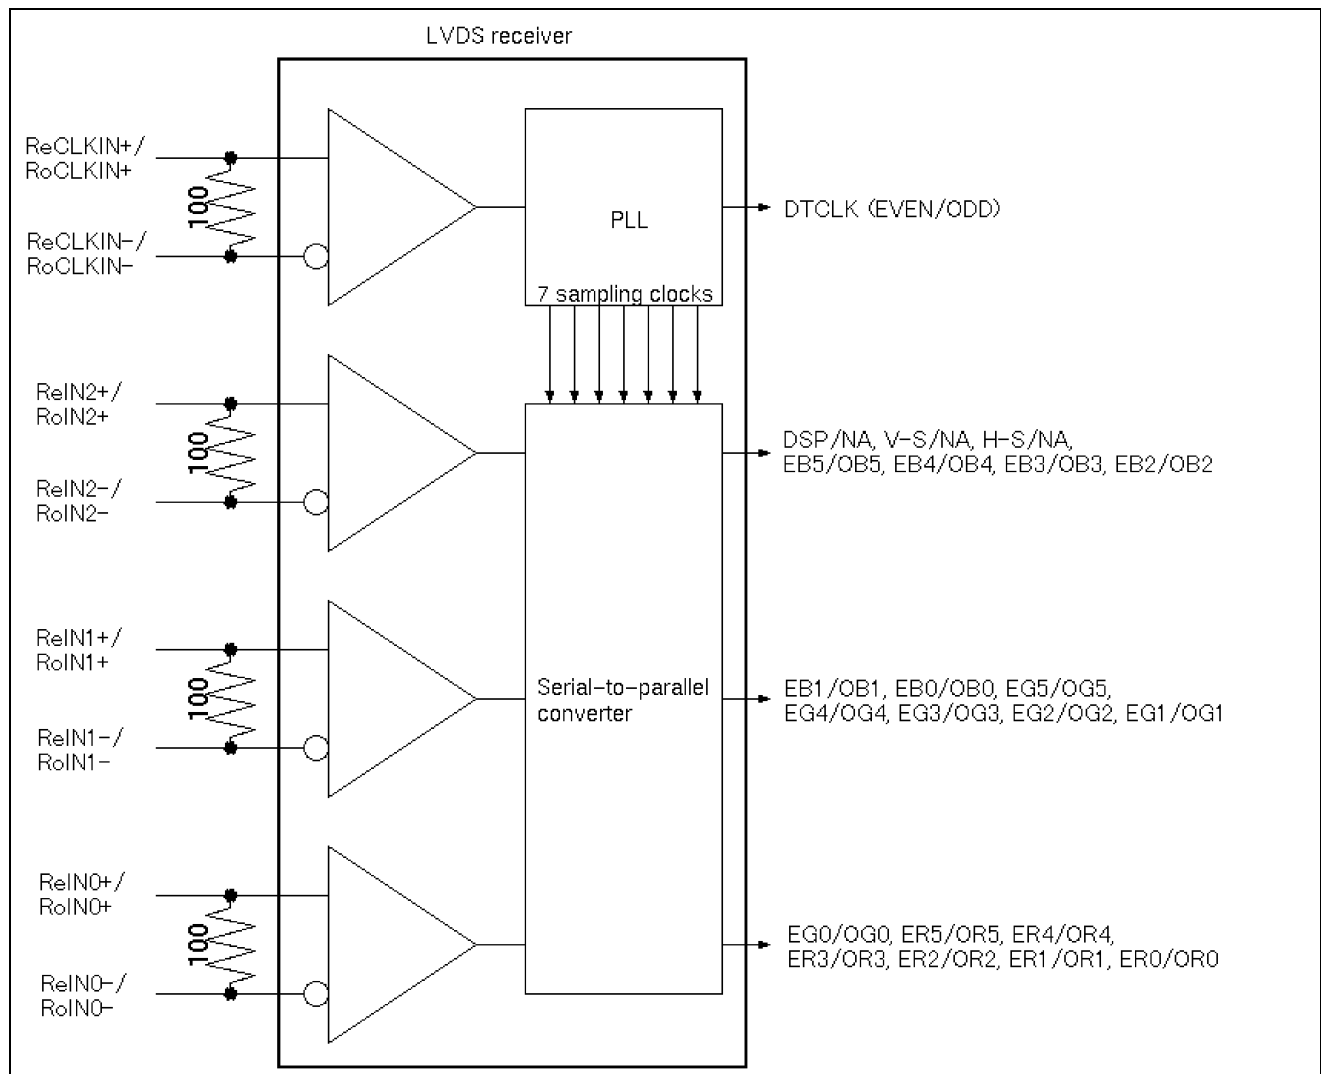 LVDS receiver
ReCLKIN+/
RoCLKIN+
100
ReCLKIN-/
RoCLKIN-
PLL
7 sampling clocks
DTCLK (EVEN/ODD)
ReIN2+/
RoIN2+
100
ReIN2-/
RoIN2-
DSP/NA, V-S/NA, H-S/NA,
EB5/OB5, EB4/OB4, EB3/OB3, EB2/OB2
ReIN1+/
RoIN1+
100
ReIN1-/
RoIN1-
Serial-to-parallel
converter
EB1/OB1, EB0/OB0, EG5/OG5,
EG4/OG4, EG3/OG3, EG2/OG2, EG1/OG1
ReIN0+/
RoIN0+
100
ReIN0-/
RoIN0-
EG0/OG0, ER5/OR5, ER4/OR4,
ER3/OR3, ER2/OR2, ER1/OR1, ER0/OR0